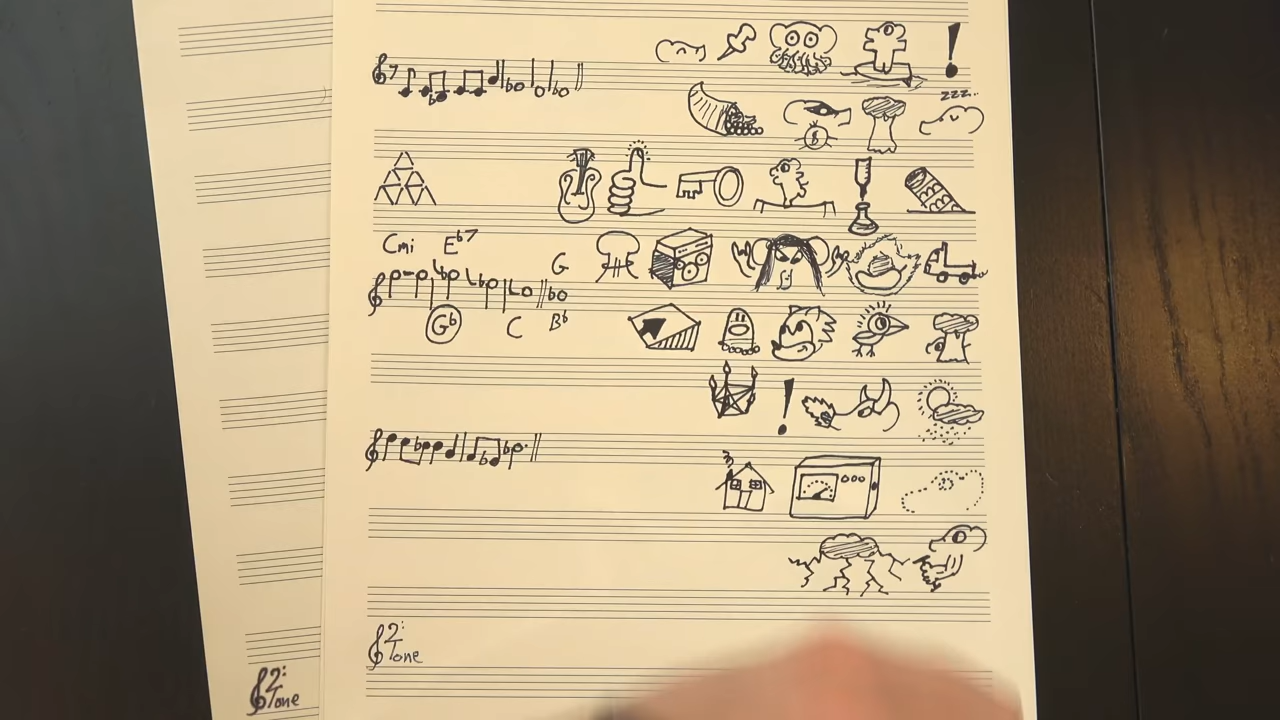 !
zzz...
Cmi E♭7
G
G♭ C B♭
!
2:
Tone
2:
Tone